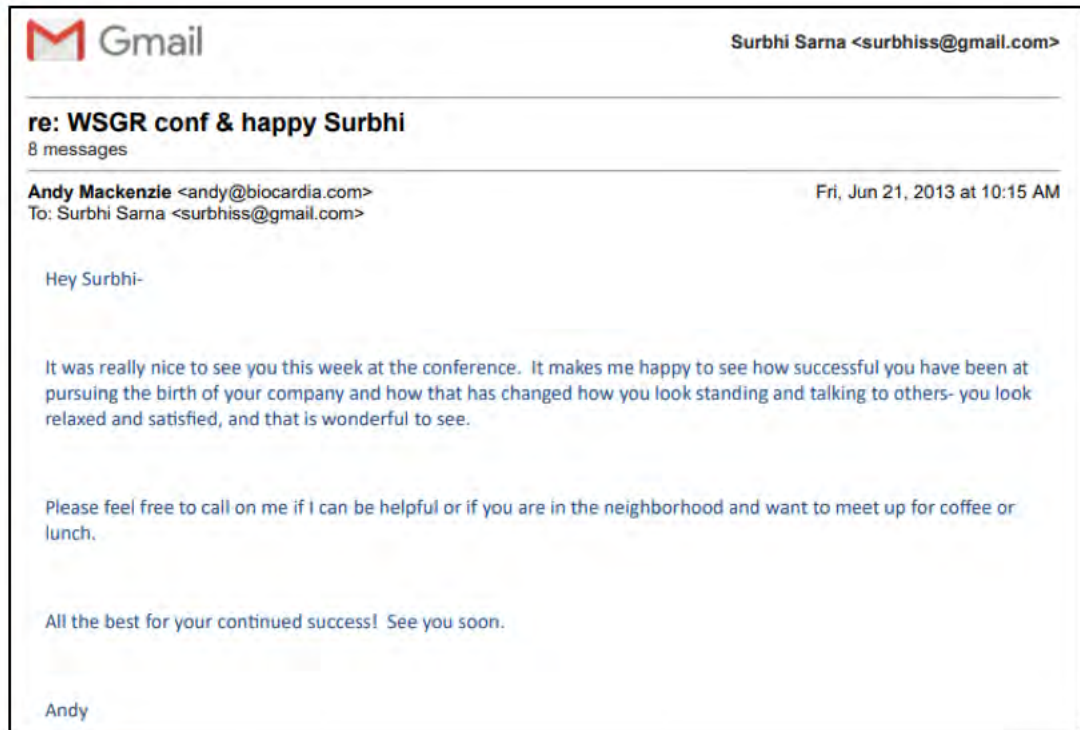 Gmail
Surbhi Sarna <surbhiss@gmail.com>
re: WSGR conf & happy Surbhi
8 messages
Andy Mackenzie <andy@biocardia.com>
Fri, Jun 21, 2013 at 10:15 AM
To: Surbhi Sarna <surbhiss@gmail.com>
Hey Surbhi-
It was really nice to see you this week at the conference.  It makes me happy to see how successful you have been at
pursuing the birth of your company and how that has changed how you look standing and talking to others- you look
relaxed and satisfied, and that is wonderful to see.
Please feel free to call on me if I can be helpful or if you are in the neighborhood and want to meet up for coffee or
lunch.
All the best for your continued success!  See you soon.
Andy